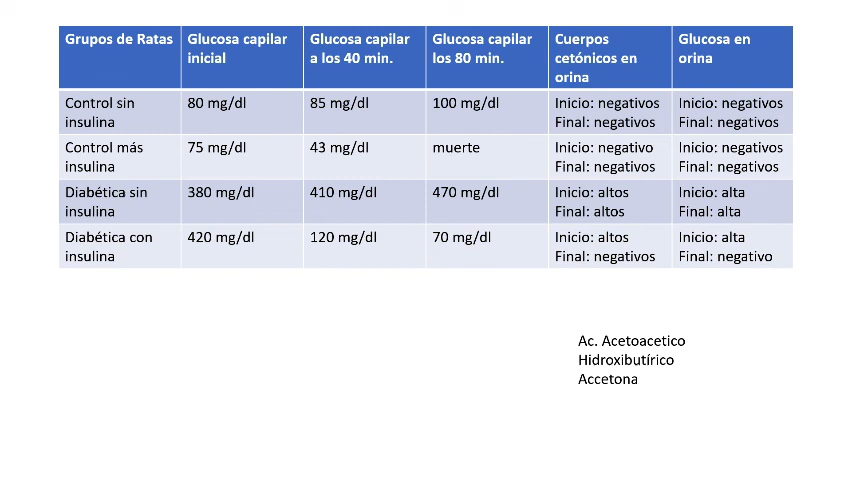 Grupos de Ratas
Glucosa capilar
inicial
Glucosa capilar
a los 40 min.
Glucosa capilar
los 80 min.
Cuerpos
cetónicos en
orina
Glucosa en
orina
Control sin
insulina
80 mg/dl
85 mg/dl
100 mg/dl
Inicio: negativos
Final: negativos
Inicio: negativos
Final: negativos
Control más
insulina
75 mg/dl
43 mg/dl
muerte
Inicio: negativo
Final: negativos
Inicio: negativos
Final: negativos
Diabética sin
insulina
380 mg/dl
410 mg/dl
470 mg/dl
Inicio: altos
Final: altos
Inicio: alta
Final: alta
Diabética con
insulina
420 mg/dl
120 mg/dl
70 mg/dl
Inicio: altos
Final: negativos
Inicio: alta
Final: negativo
Ac. Acetoacetico
Hidroxibutírico
Accetona